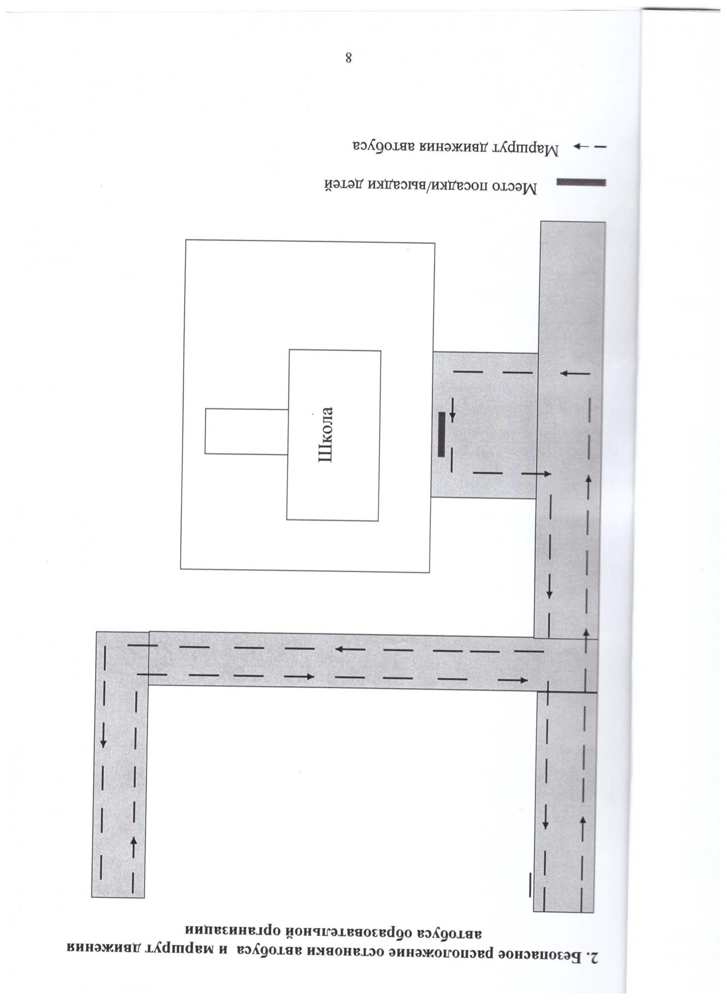 2. Безопасное расположение остановки автобуса и маршрут движения
автобуса образовательной организации
Школа
Место посадки/высадки детей
Маршрут движения автобуса
8